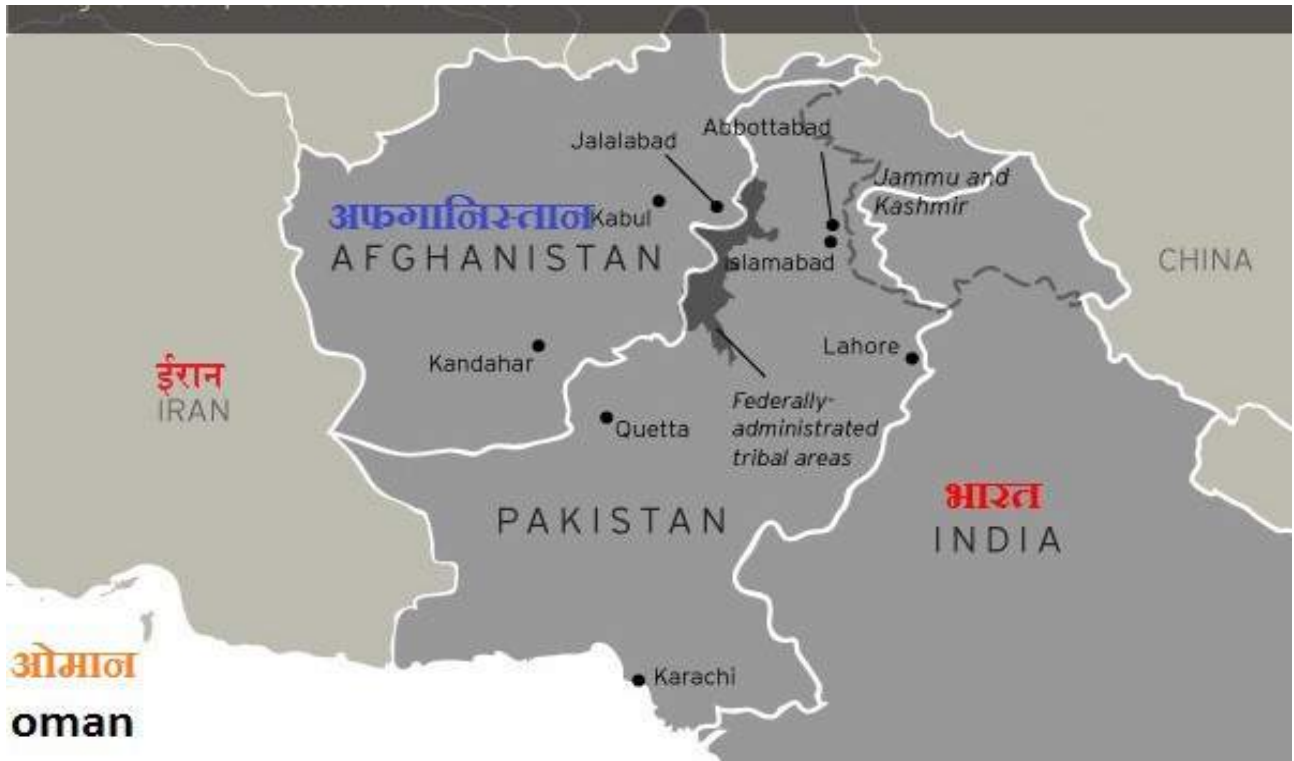 Abbottabad
Jalalabad
Jammu and
Kashmir
अफगानिस्तान
Kabul
AFGHANISTAN
Islamabad
CHINA
Kandahar
Lahore
ईरान
IRAN
Federally-
administrated
tribal areas
Quetta
भारत
PAKISTAN
INDIA
ओमान
oman
Karachi